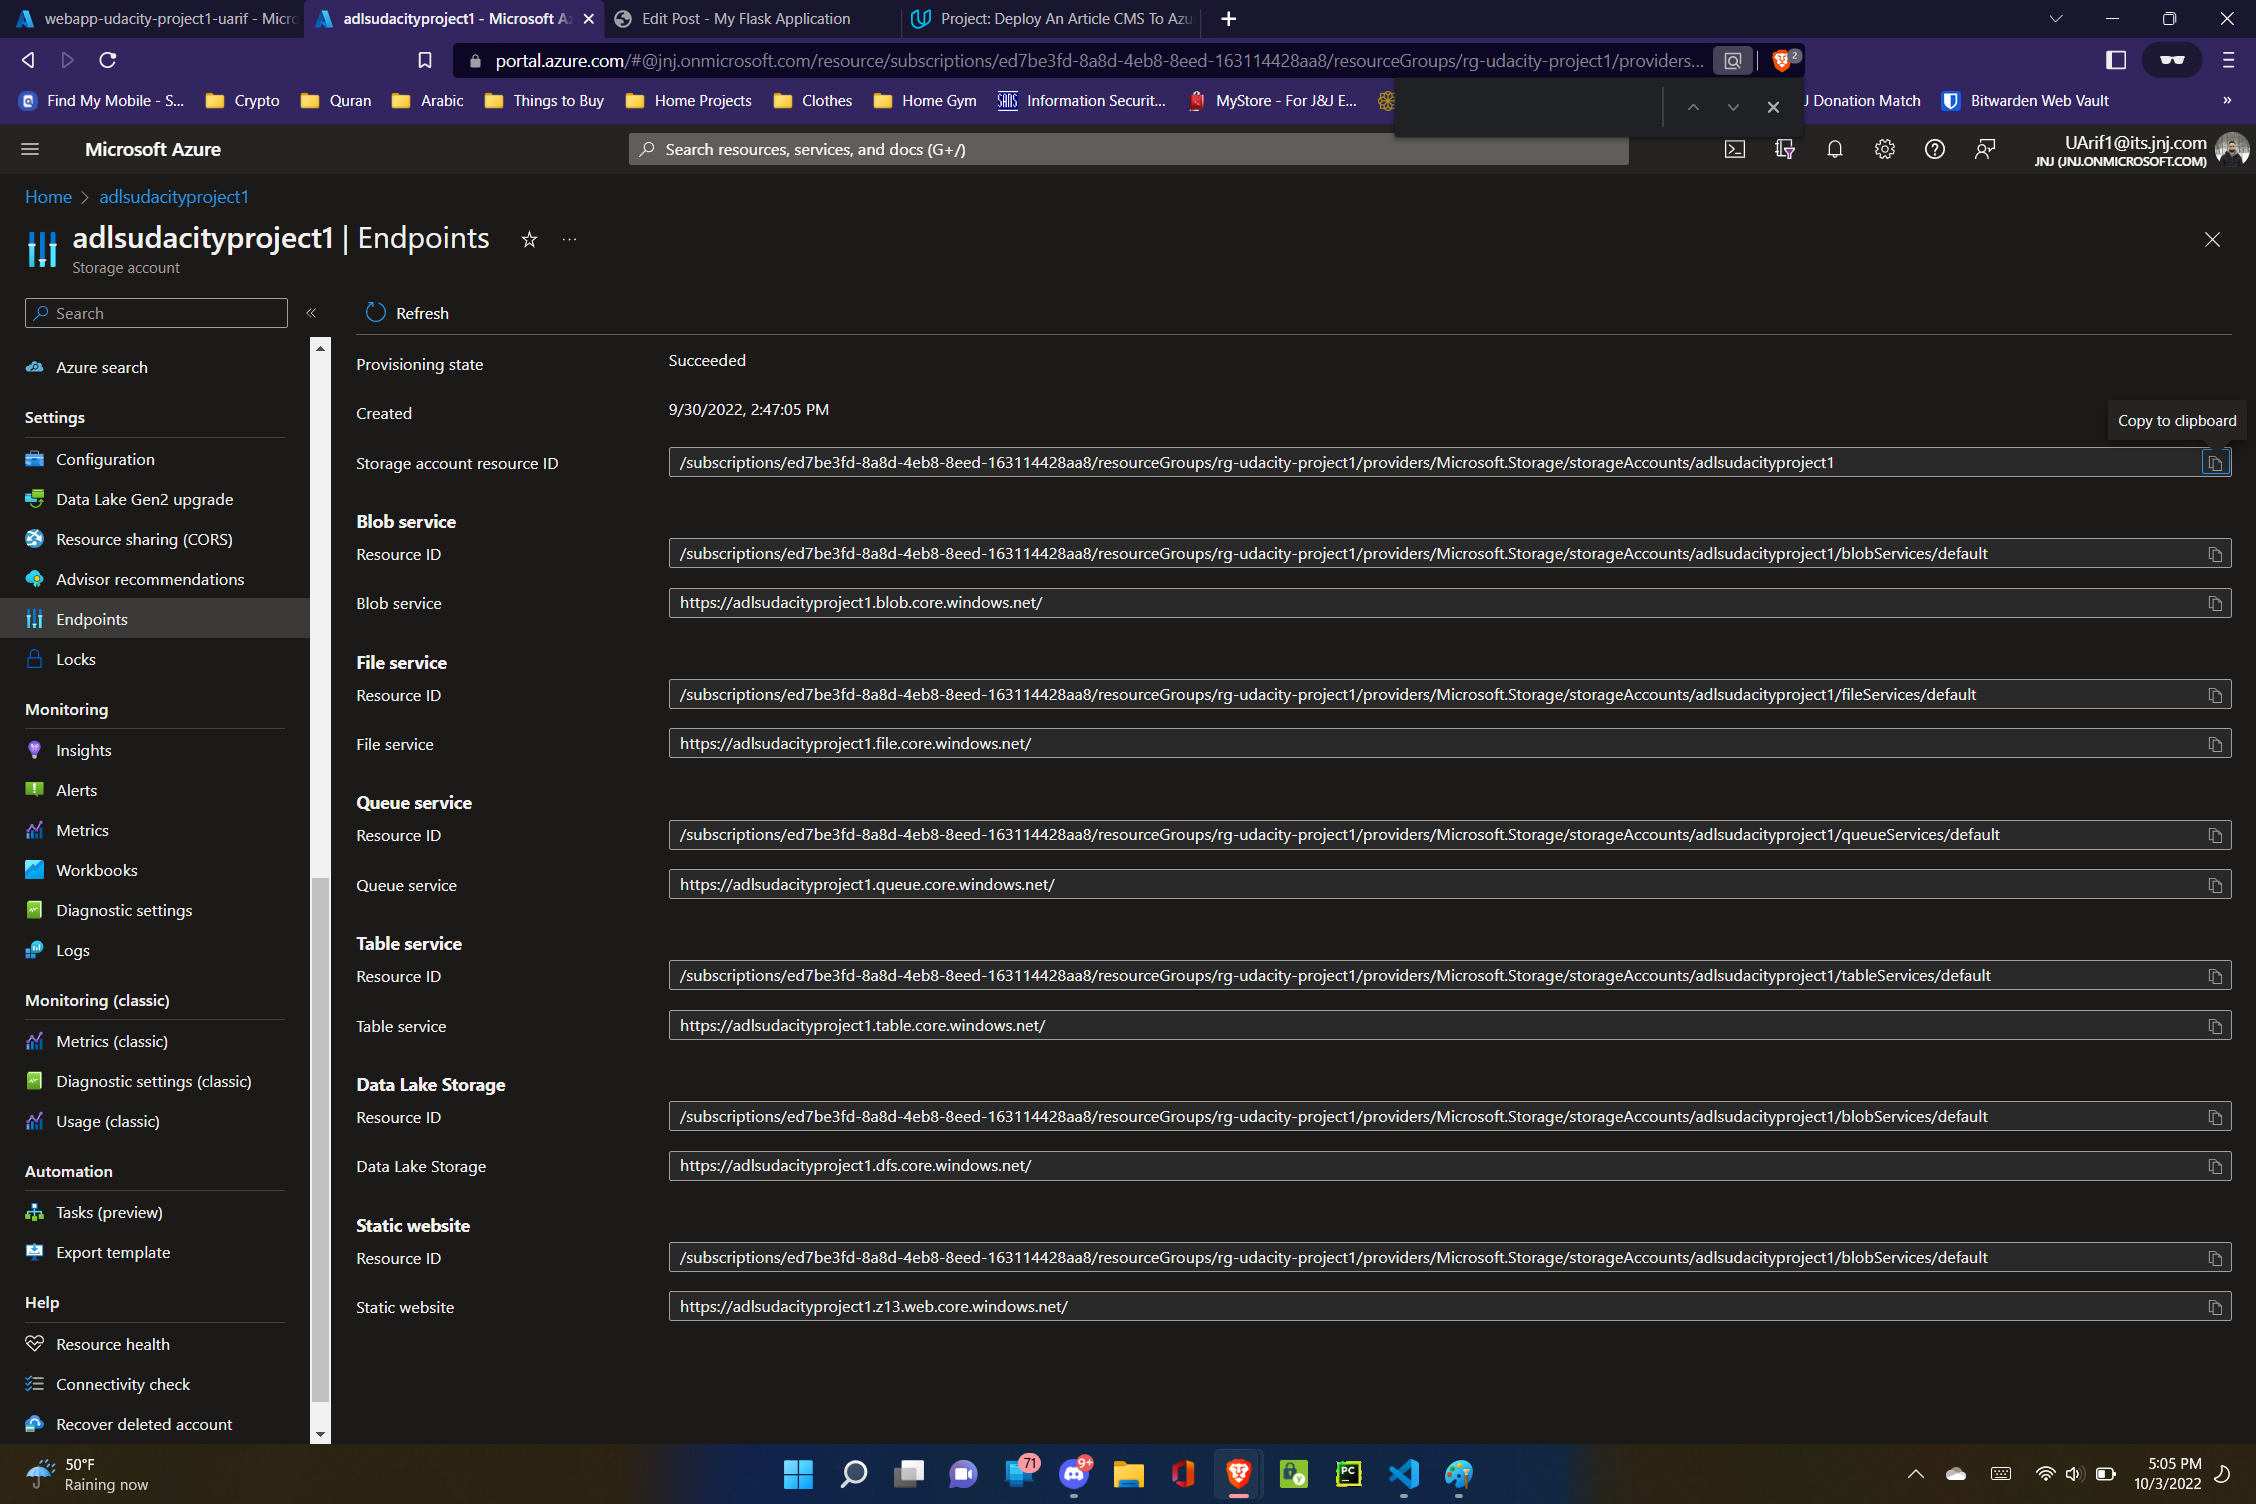 webapp-udacity-project1-uarif - Micro
adlsudacityproject1 - Microsoft A
Edit Post - My Flask Application
Project: Deploy An Article CMS To Azu
portal.azure.com/#@jnj.onmicrosoft.com/resource/subscriptions/ed7be3fd-8a8d-4eb8-8eed-163114428aa8/resourceGroups/rg-udacity-project1/providers...
2
Find My Mobile - S...
Crypto
Quran
Arabic
Things to Buy
Home Projects
Clothes
Home Gym
SANS
Information Securit...
MyStore - For J&J E...
J Donation Match
Bitwarden Web Vault
»
Microsoft Azure
Search resources, services, and docs (G+/)
UArif1@its.jnj.com
JNJ (JNJ.ONMICROSOFT.COM)
Home > adlsudacityproject1
adlsudacityproject1 | Endpoints
Storage account
Search
«
Refresh
Azure search
Settings
Configuration
Data Lake Gen2 upgrade
Resource sharing (CORS)
Advisor recommendations
Endpoints
Locks
Monitoring
Insights
Alerts
Metrics
Workbooks
Diagnostic settings
Logs
Monitoring (classic)
Metrics (classic)
Diagnostic settings (classic)
Usage (classic)
Automation
Tasks (preview)
Export template
Help
Resource health
Connectivity check
Recover deleted account
Provisioning state
Succeeded
Created
9/30/2022, 2:47:05 PM
Copy to clipboard
Storage account resource ID
/subscriptions/ed7be3fd-8a8d-4eb8-8eed-163114428aa8/resourceGroups/rg-udacity-project1/providers/Microsoft.Storage/storageAccounts/adlsudacityproject1
Blob service
Resource ID
/subscriptions/ed7be3fd-8a8d-4eb8-8eed-163114428aa8/resourceGroups/rg-udacity-project1/providers/Microsoft.Storage/storageAccounts/adlsudacityproject1/blobServices/default
Blob service
https://adlsudacityproject1.blob.core.windows.net/
File service
Resource ID
/subscriptions/ed7be3fd-8a8d-4eb8-8eed-163114428aa8/resourceGroups/rg-udacity-project1/providers/Microsoft.Storage/storageAccounts/adlsudacityproject1/fileServices/default
File service
https://adlsudacityproject1.file.core.windows.net/
Queue service
Resource ID
/subscriptions/ed7be3fd-8a8d-4eb8-8eed-163114428aa8/resourceGroups/rg-udacity-project1/providers/Microsoft.Storage/storageAccounts/adlsudacityproject1/queueServices/default
Queue service
https://adlsudacityproject1.queue.core.windows.net/
Table service
Resource ID
/subscriptions/ed7be3fd-8a8d-4eb8-8eed-163114428aa8/resourceGroups/rg-udacity-project1/providers/Microsoft.Storage/storageAccounts/adlsudacityproject1/tableServices/default
Table service
https://adlsudacityproject1.table.core.windows.net/
Data Lake Storage
Resource ID
/subscriptions/ed7be3fd-8a8d-4eb8-8eed-163114428aa8/resourceGroups/rg-udacity-project1/providers/Microsoft.Storage/storageAccounts/adlsudacityproject1/blobServices/default
Data Lake Storage
https://adlsudacityproject1.dfs.core.windows.net/
Static website
Resource ID
/subscriptions/ed7be3fd-8a8d-4eb8-8eed-163114428aa8/resourceGroups/rg-udacity-project1/providers/Microsoft.Storage/storageAccounts/adlsudacityproject1/blobServices/default
Static website
https://adlsudacityproject1.z13.web.core.windows.net/
50°F
Raining now
71
9+
PC
5:05 PM
10/3/2022